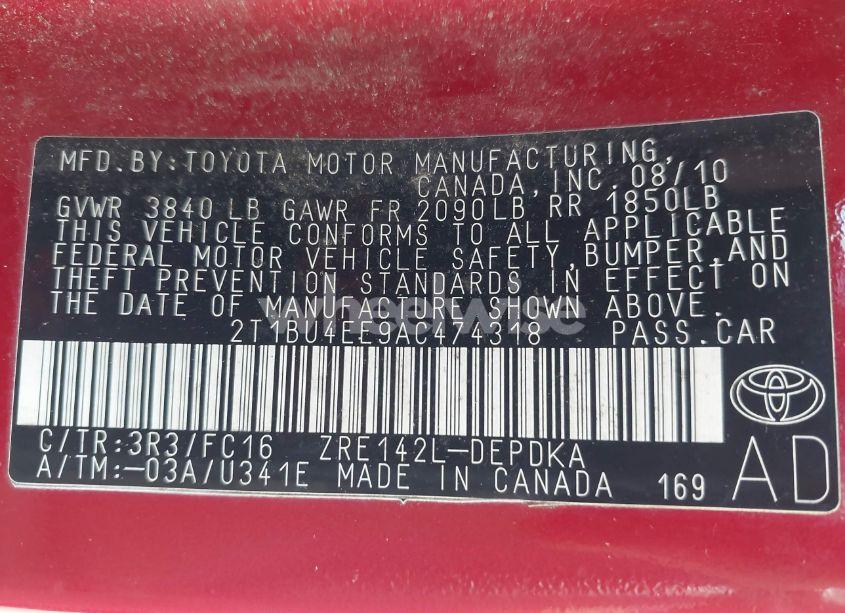 MFD.BY:TOYOTA MOTOR MANUFACTURING,
CANADA,INC. 08/10
GVWR 3840 LB GAWR FR 2090LB RR 1850LB
THIS VEHICLE CONFORMS TO ALL APPLICABLE
FEDERAL MOTOR VEHICLE SAFETY,BUMPER,AND
THEFT PREVENTION STANDARDS IN EFFECT ON
THE DATE OF MANUFACTURE SHOWN ABOVE.
wheelwise
2T1BU4EE9AC474318 PASS.CAR
C/TR:3R3/FC16 ZRE142L-DEPDKA
A/TM:-03A/U341E MADE IN CANADA 169
AD